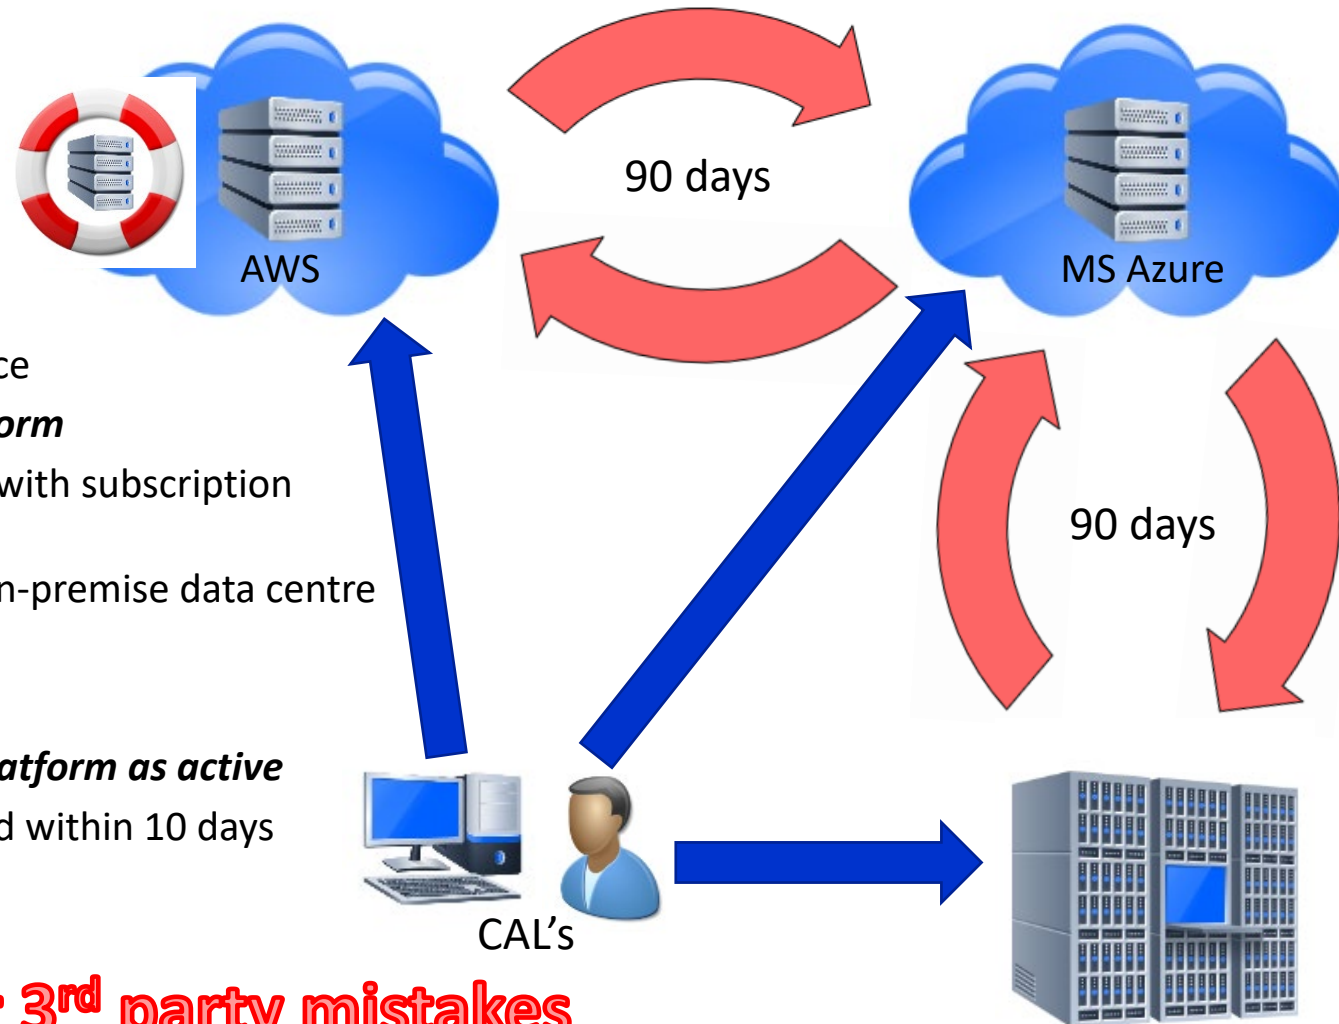 90 days
AWS
MS Azure
ce
orm
with subscription
90 days
n-premise data centre
atform as active
d within 10 days
CAL's
3rd party mistakes